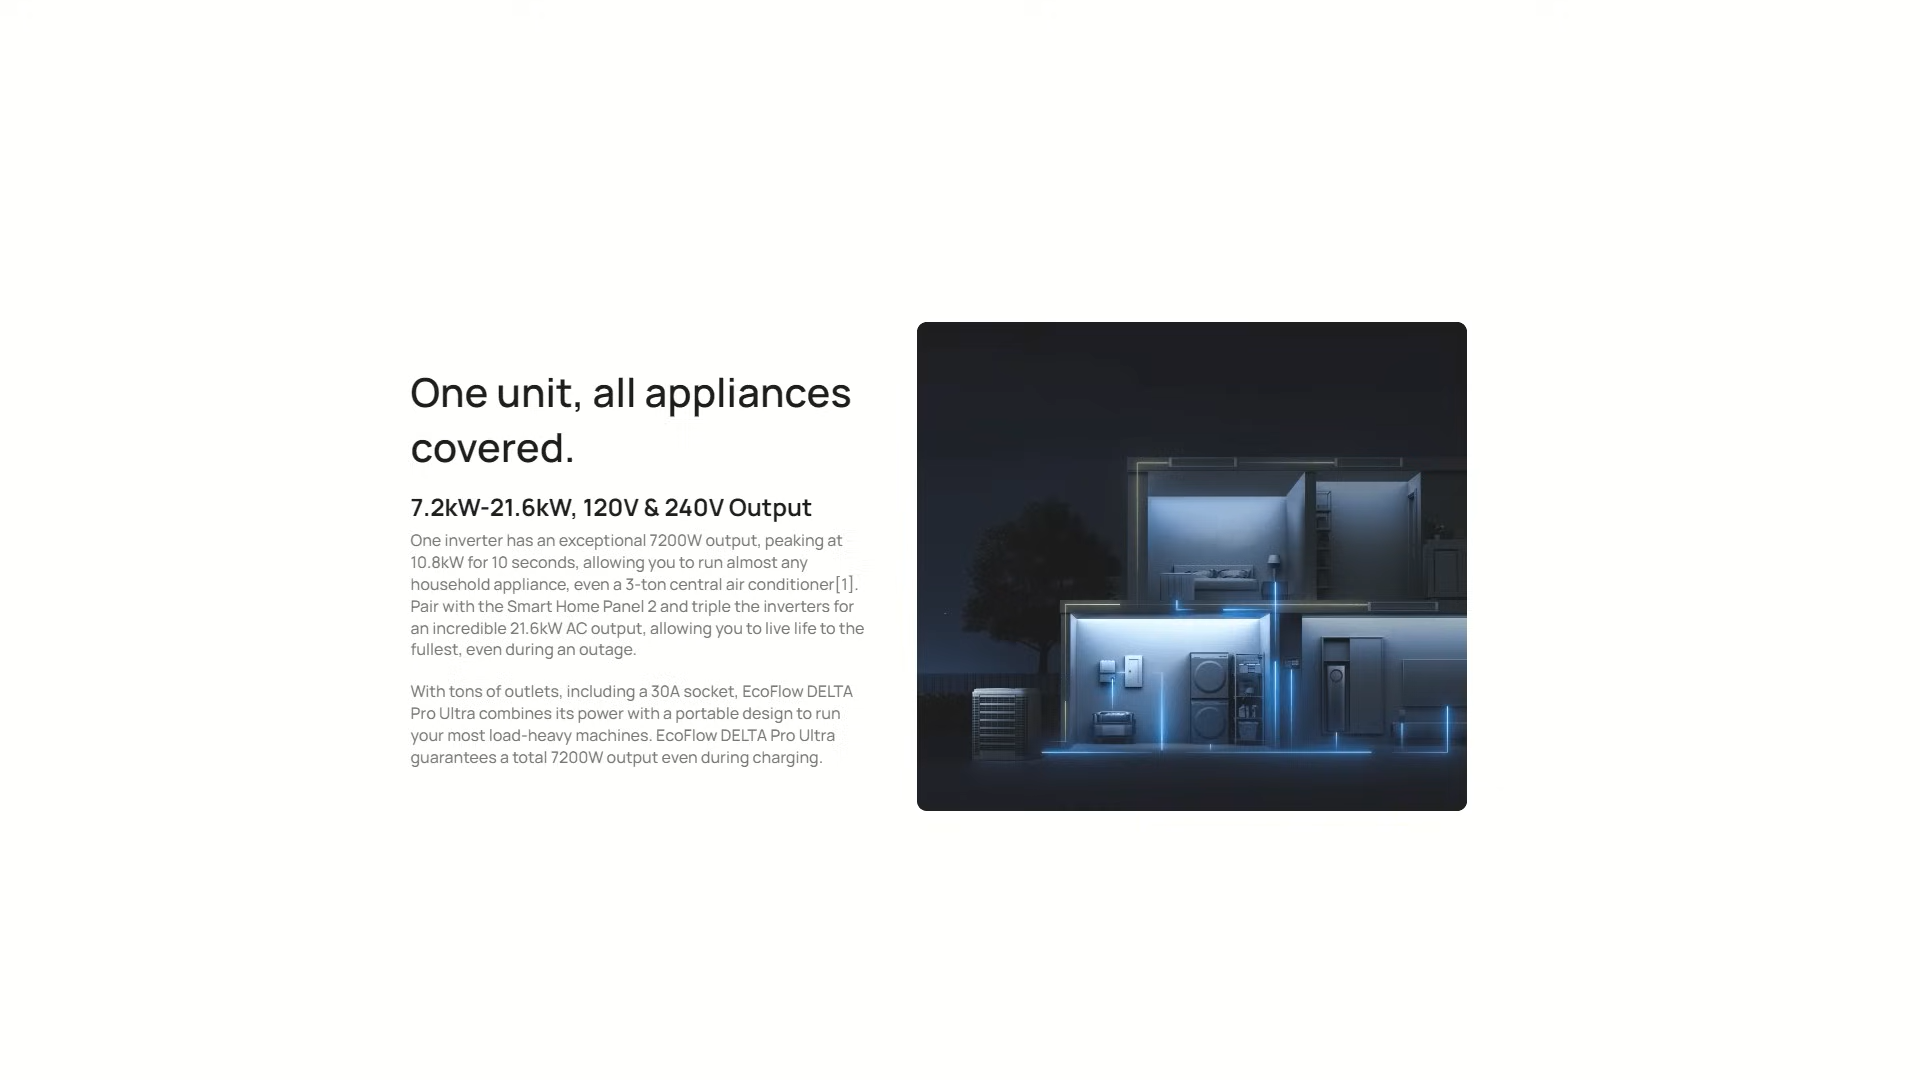 One unit, all appliances
covered.
7.2kW-21.6kW, 120V & 240V Output
One inverter has an exceptional 7200W output, peaking at
10.8kW for 10 seconds, allowing you to run almost any
household appliance, even a 3-ton central air conditioner[1].
Pair with the Smart Home Panel 2 and triple the inverters for
an incredible 21.6kW AC output, allowing you to live life to the
fullest, even during an outage.
With tons of outlets, including a 30A socket, EcoFlow DELTA
Pro Ultra combines its power with a portable design to run
your most load-heavy machines. EcoFlow DELTA Pro Ultra
guarantees a total 7200W output even during charging.